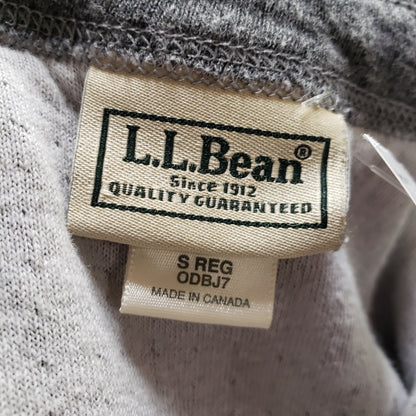 L.L.Bean®
Since 1912
QUALITY GUARANTEED
S REG
ODBJ7
MADE IN CANADA